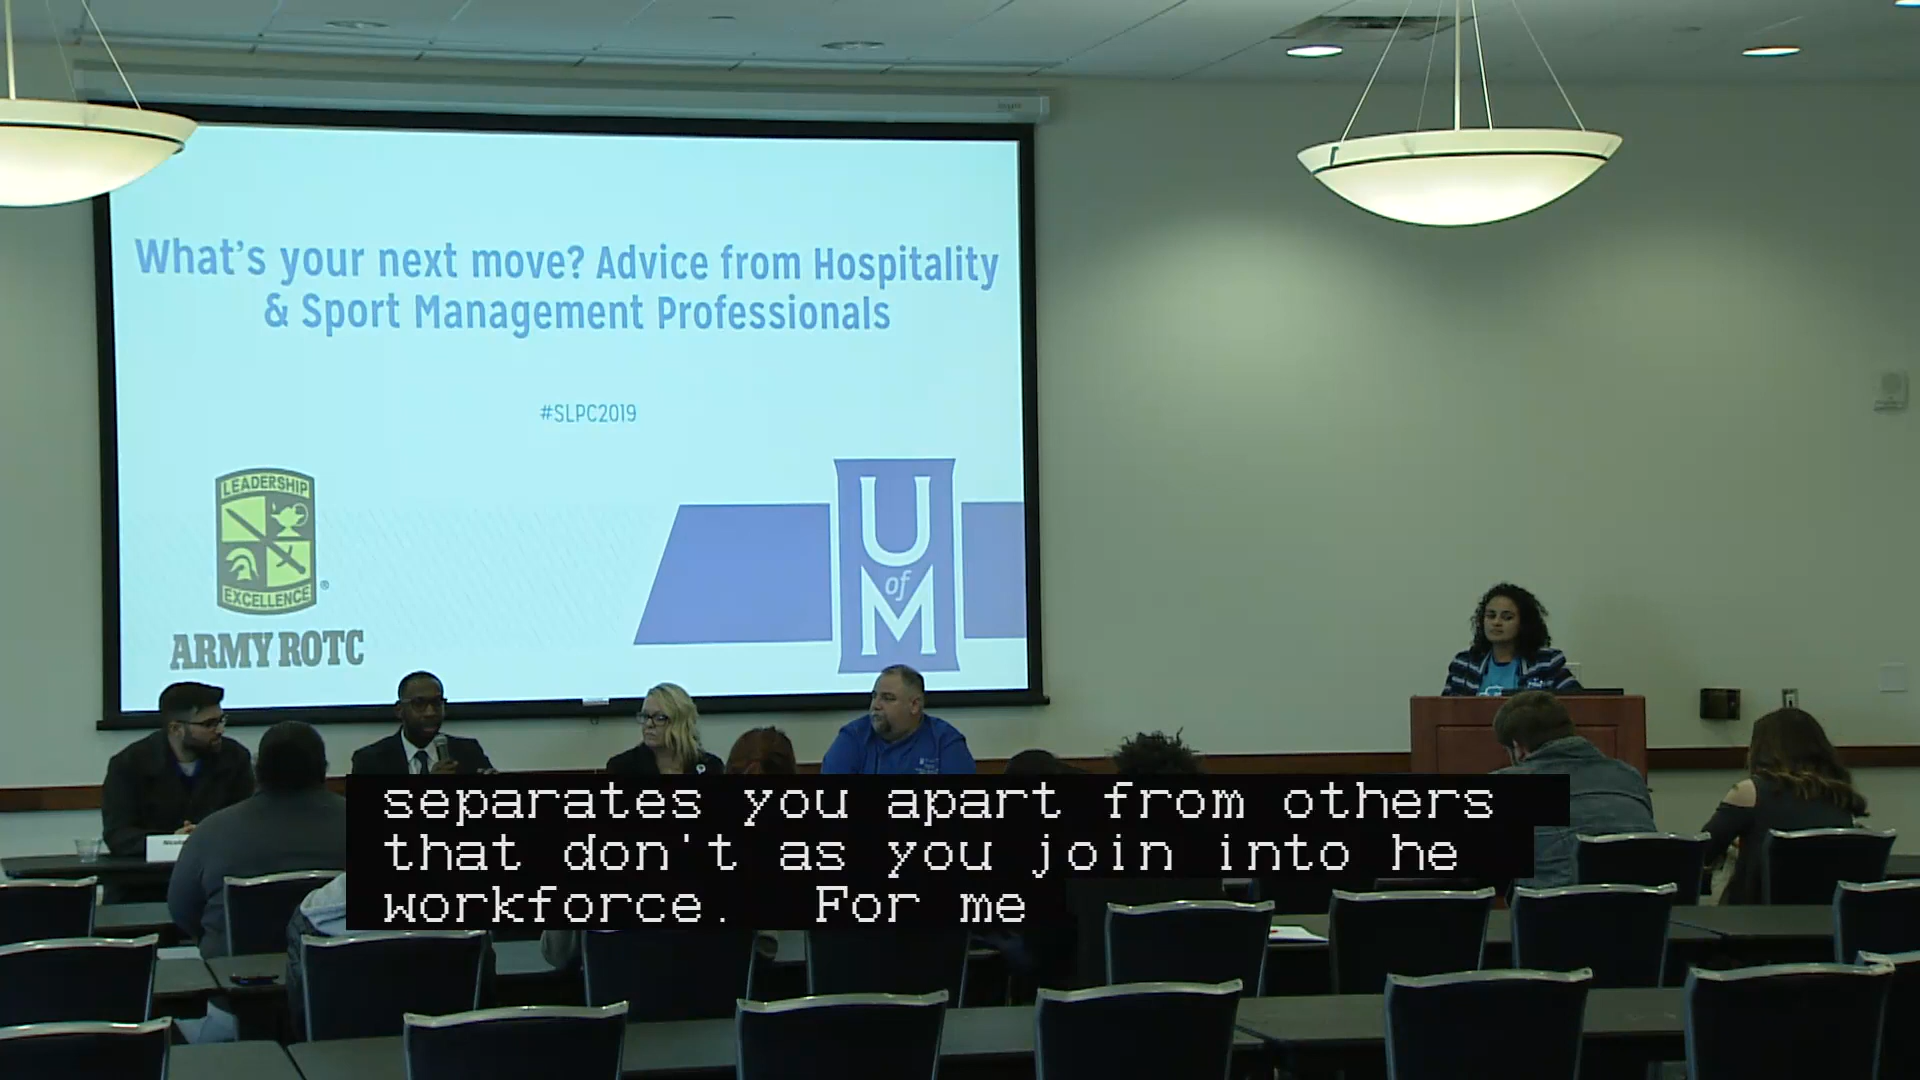 What's your next move? Advice from Hospitality
& Sport Management Professionals
#SLPC2019
LEADERSHIP
EXCELLENCE
®
ARMY ROTC
U
of
M
separates you apart from others
that don't as you join into he
workforce.  For me